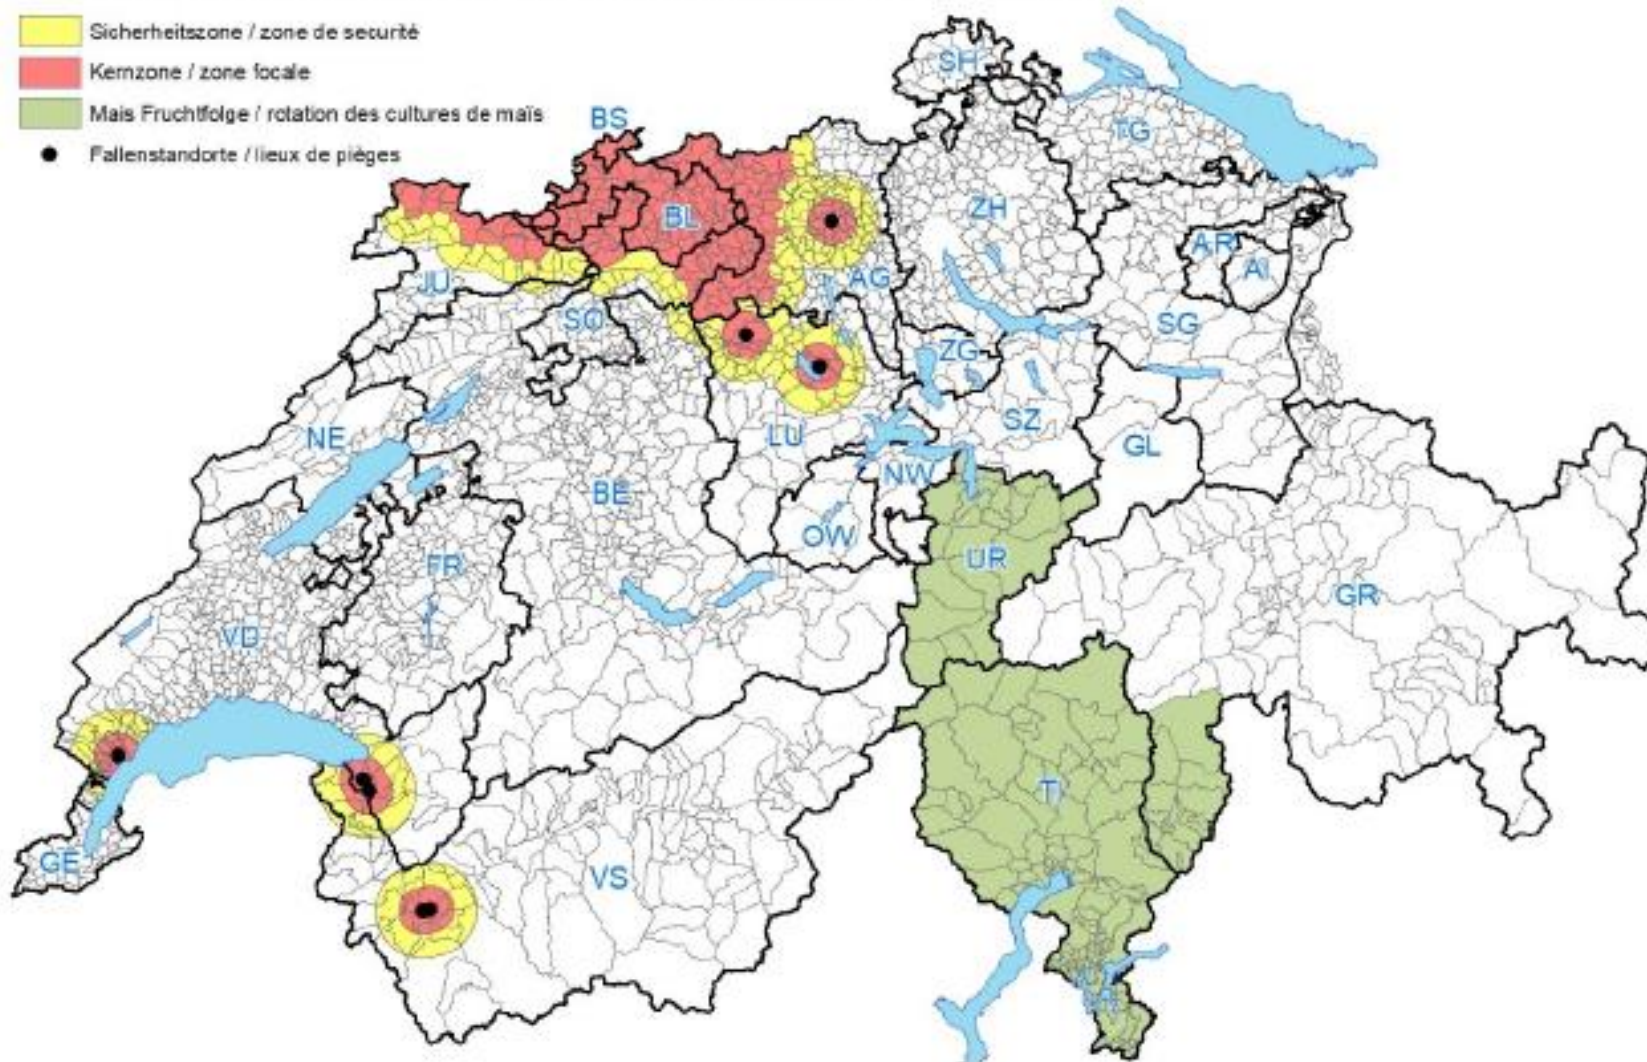 Sicherheitszone / zone de securité
Kernzone / zone focale
Mais Fruchtfolge / rotation des cultures de maïs
Fallenstandorte / lieux de pièges
SH
BS
TG
BL
ZH
AR
AI
JU
AG
SO
SG
ZG
NE
LU
SZ
GL
BE
NW
OW
UR
FR
GR
VD
TI
GE
VS